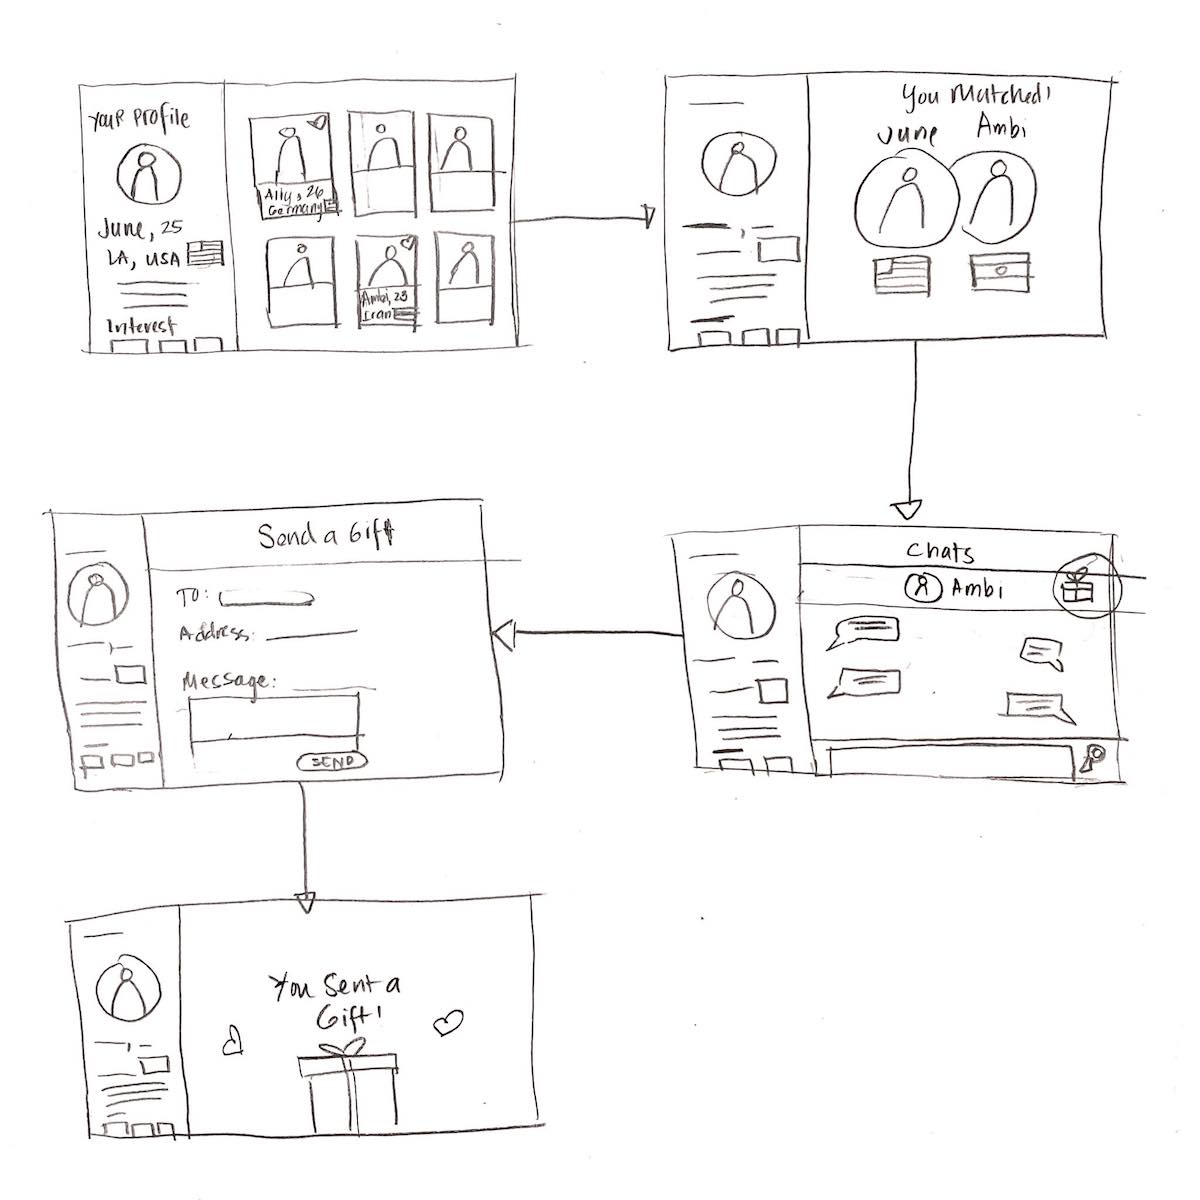 Your Profile
June, 25
LA, USA
Interest
Ally, 26
Germany
Ambi, 23
Iran
You Matched!
June
Ambi
Chats
Ambi
Send a Gift
To:
Address:
Message:
SEND
You Sent a
Gift!